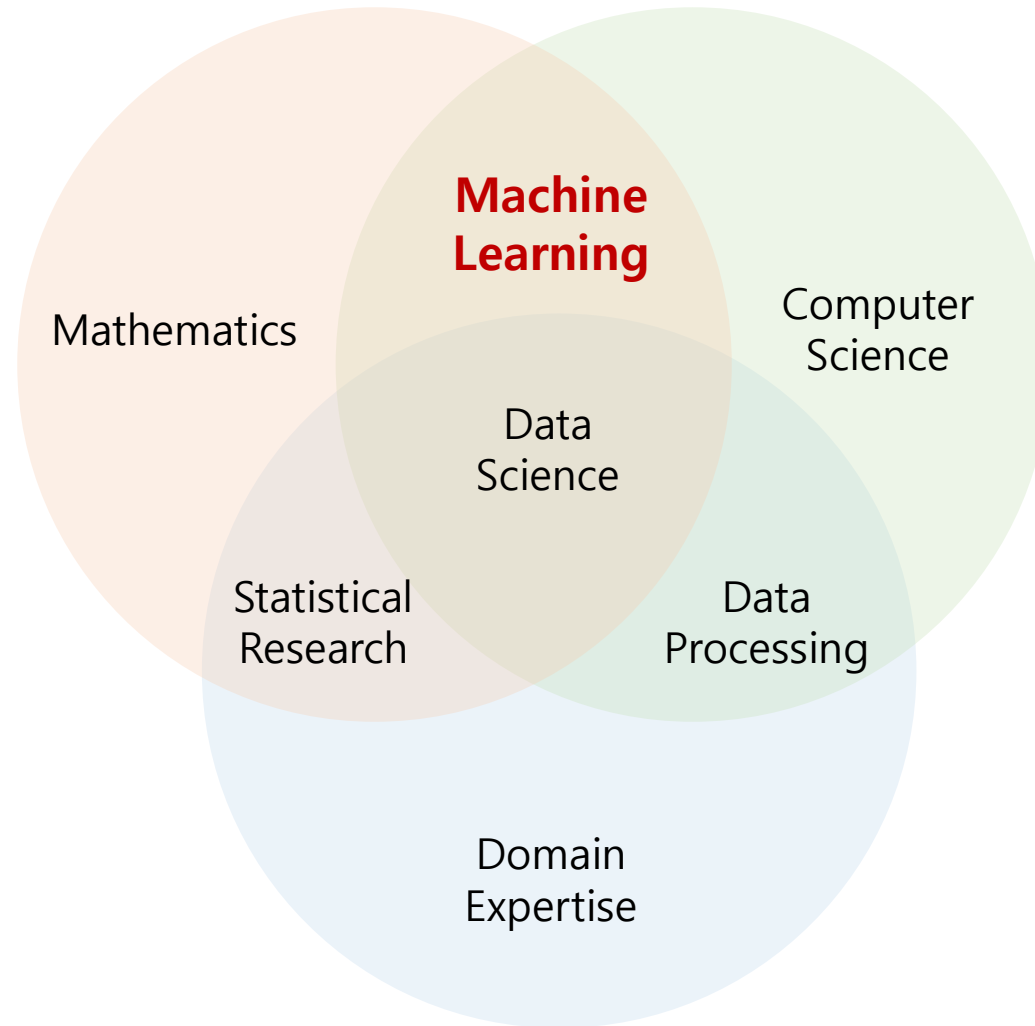 Machine
Learning
Mathematics
Computer
Science
Data
Science
Statistical
Research
Data
Processing
Domain
Expertise